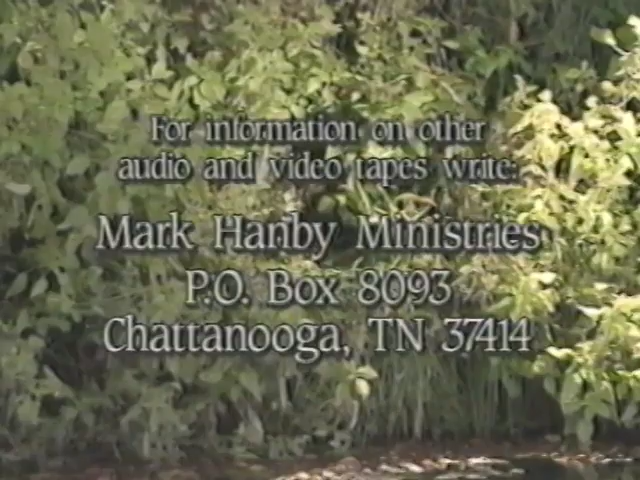 For information on other
audio and video tapes write:
Mark Hanby Ministries
P.O. Box 8093
Chattanooga, TN 37414